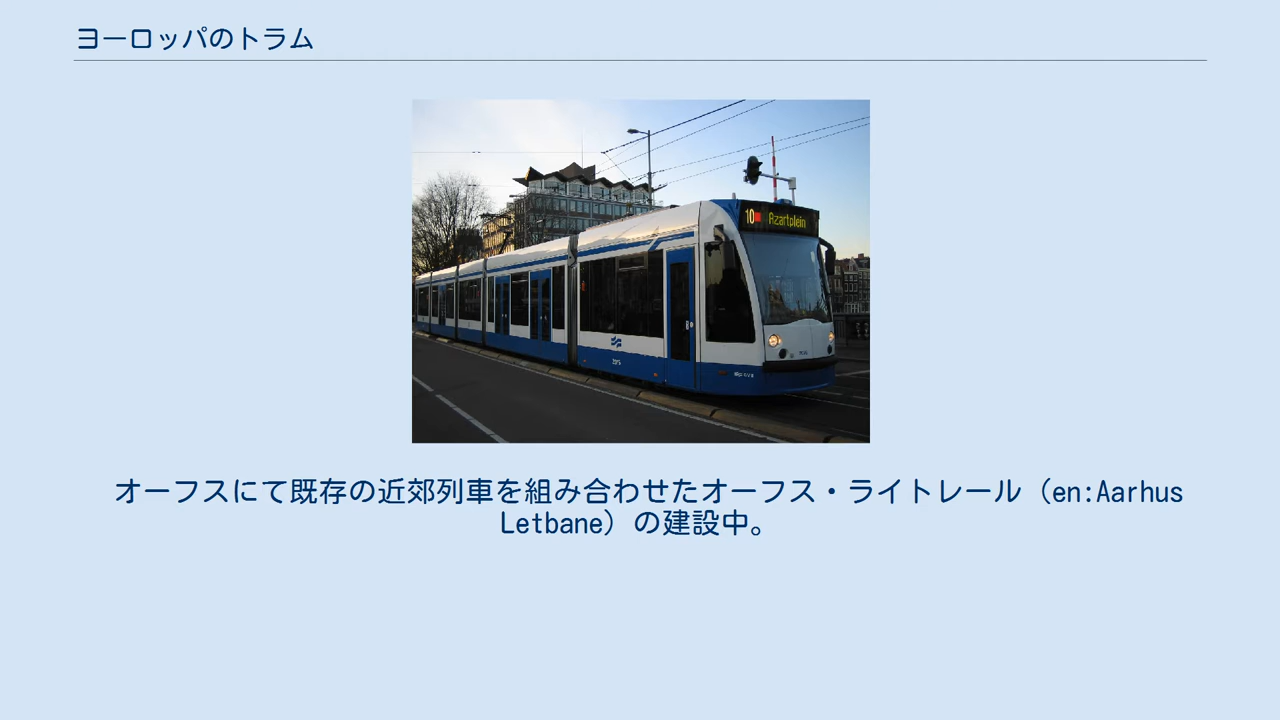 ヨーロッパのトラム
10 Azartplein
オーフスにて既存の近郊列車を組み合わせたオーフス・ライトレール（en:Aarhus
Letbane）の建設中。